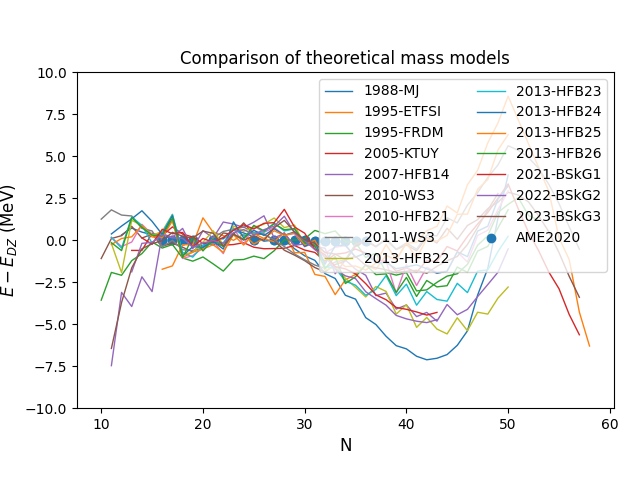 Comparison of theoretical mass models
10.0
7.5
5.0
2.5
0.0
−2.5
−5.0
−7.5
−10.0
E − E_DZ (MeV)
1988-MJ
1995-ETFSI
1995-FRDM
2005-KTUY
2007-HFB14
2010-WS3
2010-HFB21
2011-WS3
2013-HFB22
2013-HFB23
2013-HFB24
2013-HFB25
2013-HFB26
2021-BSkG1
2022-BSkG2
2023-BSkG3
AME2020
10 20 30 40 50 60
N